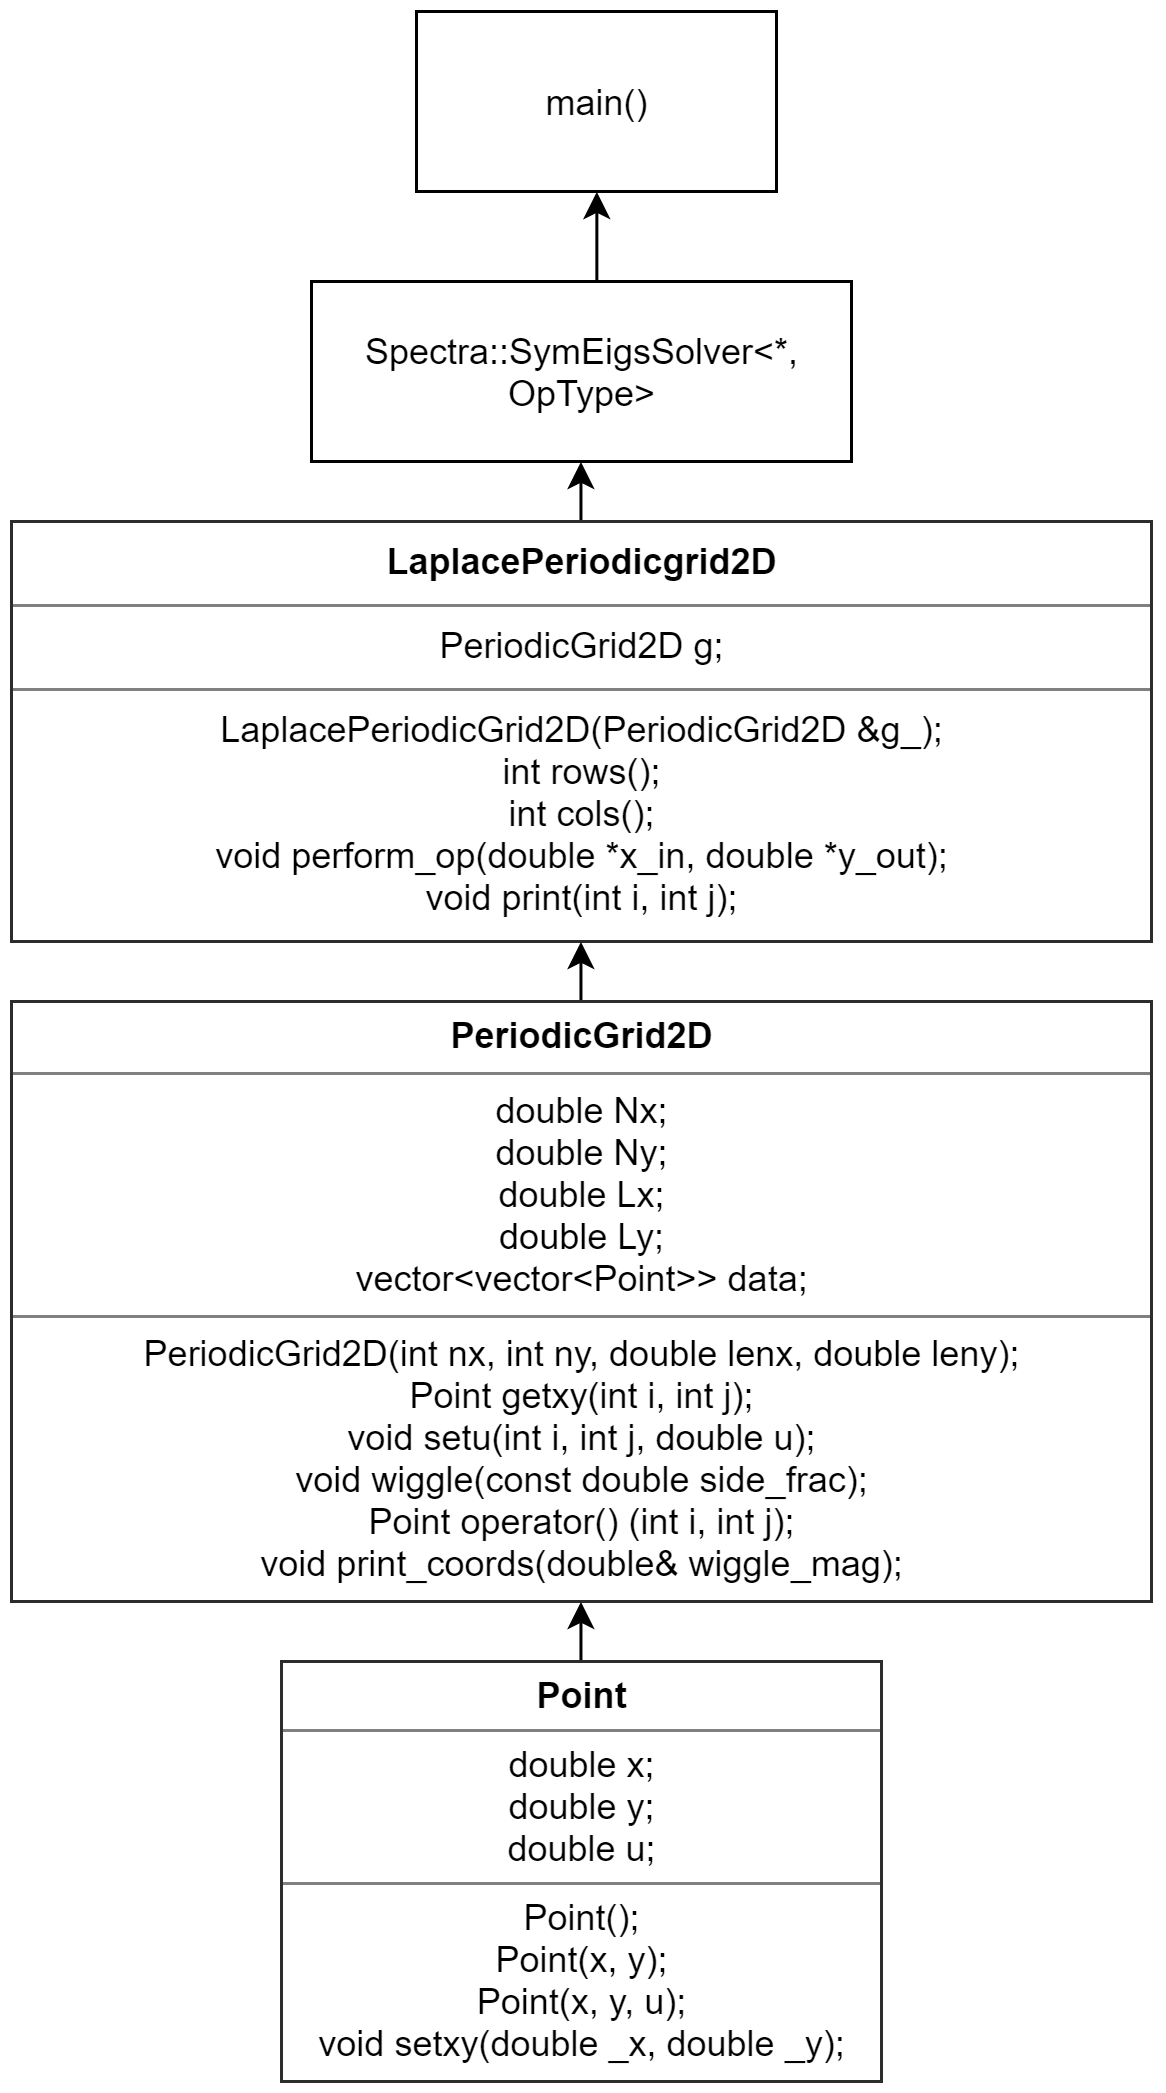 main()
Spectra::SymEigsSolver<*,
OpType>
LaplacePeriodicgrid2D
PeriodicGrid2D g;
LaplacePeriodicGrid2D(PeriodicGrid2D &g_);
int rows();
int cols();
void perform_op(double *x_in, double *y_out);
void print(int i, int j);
PeriodicGrid2D
double Nx;
double Ny;
double Lx;
double Ly;
vector<vector<Point>> data;
PeriodicGrid2D(int nx, int ny, double lenx, double leny);
Point getxy(int i, int j);
void setu(int i, int j, double u);
void wiggle(const double side_frac);
Point operator() (int i, int j);
void print_coords(double& wiggle_mag);
Point
double x;
double y;
double u;
Point();
Point(x, y);
Point(x, y, u);
void setxy(double _x, double _y);